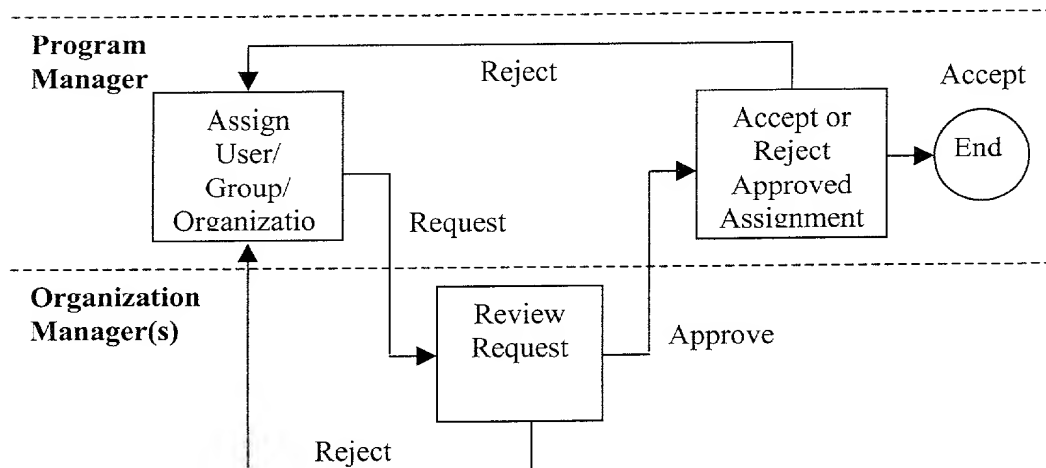 Program
Manager
Reject
Accept
Assign
User/
Group/
Organizatio
Accept or
Reject
Approved
Assignment
End
Request
Organization
Manager(s)
Review
Request
Approve
Reject